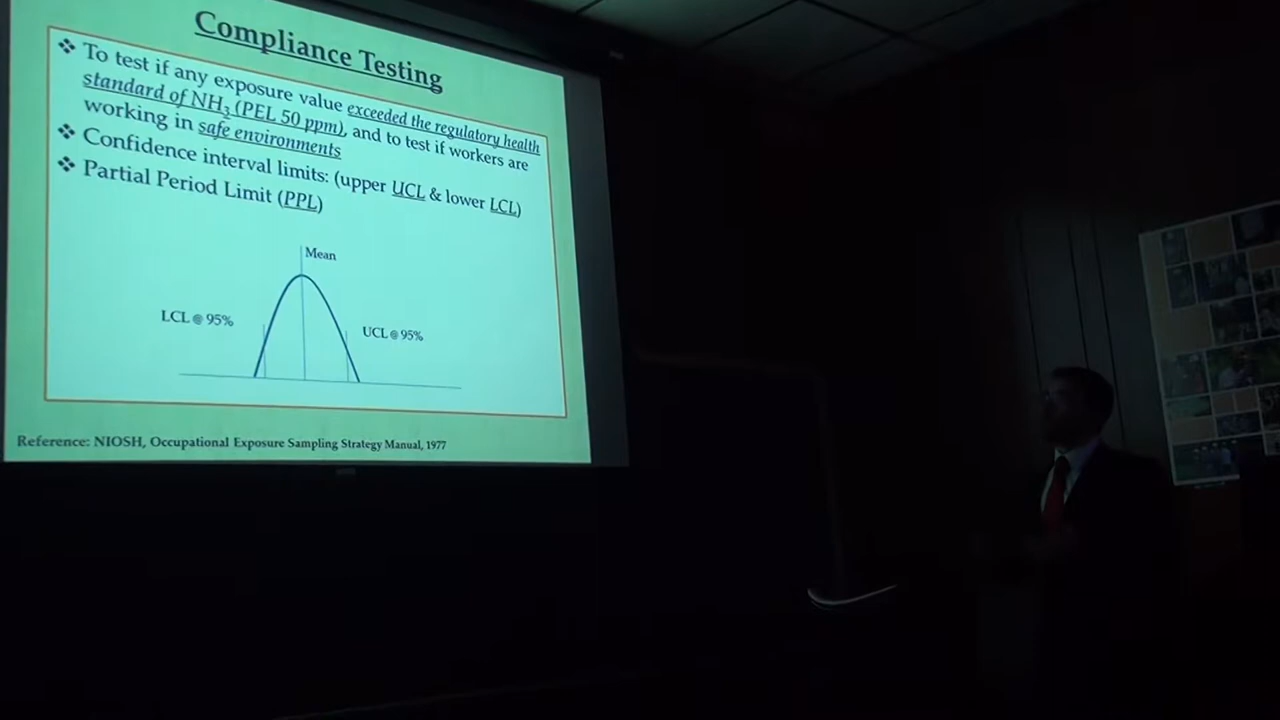 Compliance Testing
❖ To test if any exposure value exceeded the regulatory health
standard of NH₃ (PEL 50 ppm), and to test if workers are
working in safe environments
❖ Confidence interval limits: (upper UCL & lower LCL)
❖ Partial Period Limit (PPL)
Mean
LCL @ 95%
UCL @ 95%
Reference: NIOSH, Occupational Exposure Sampling Strategy Manual, 1977